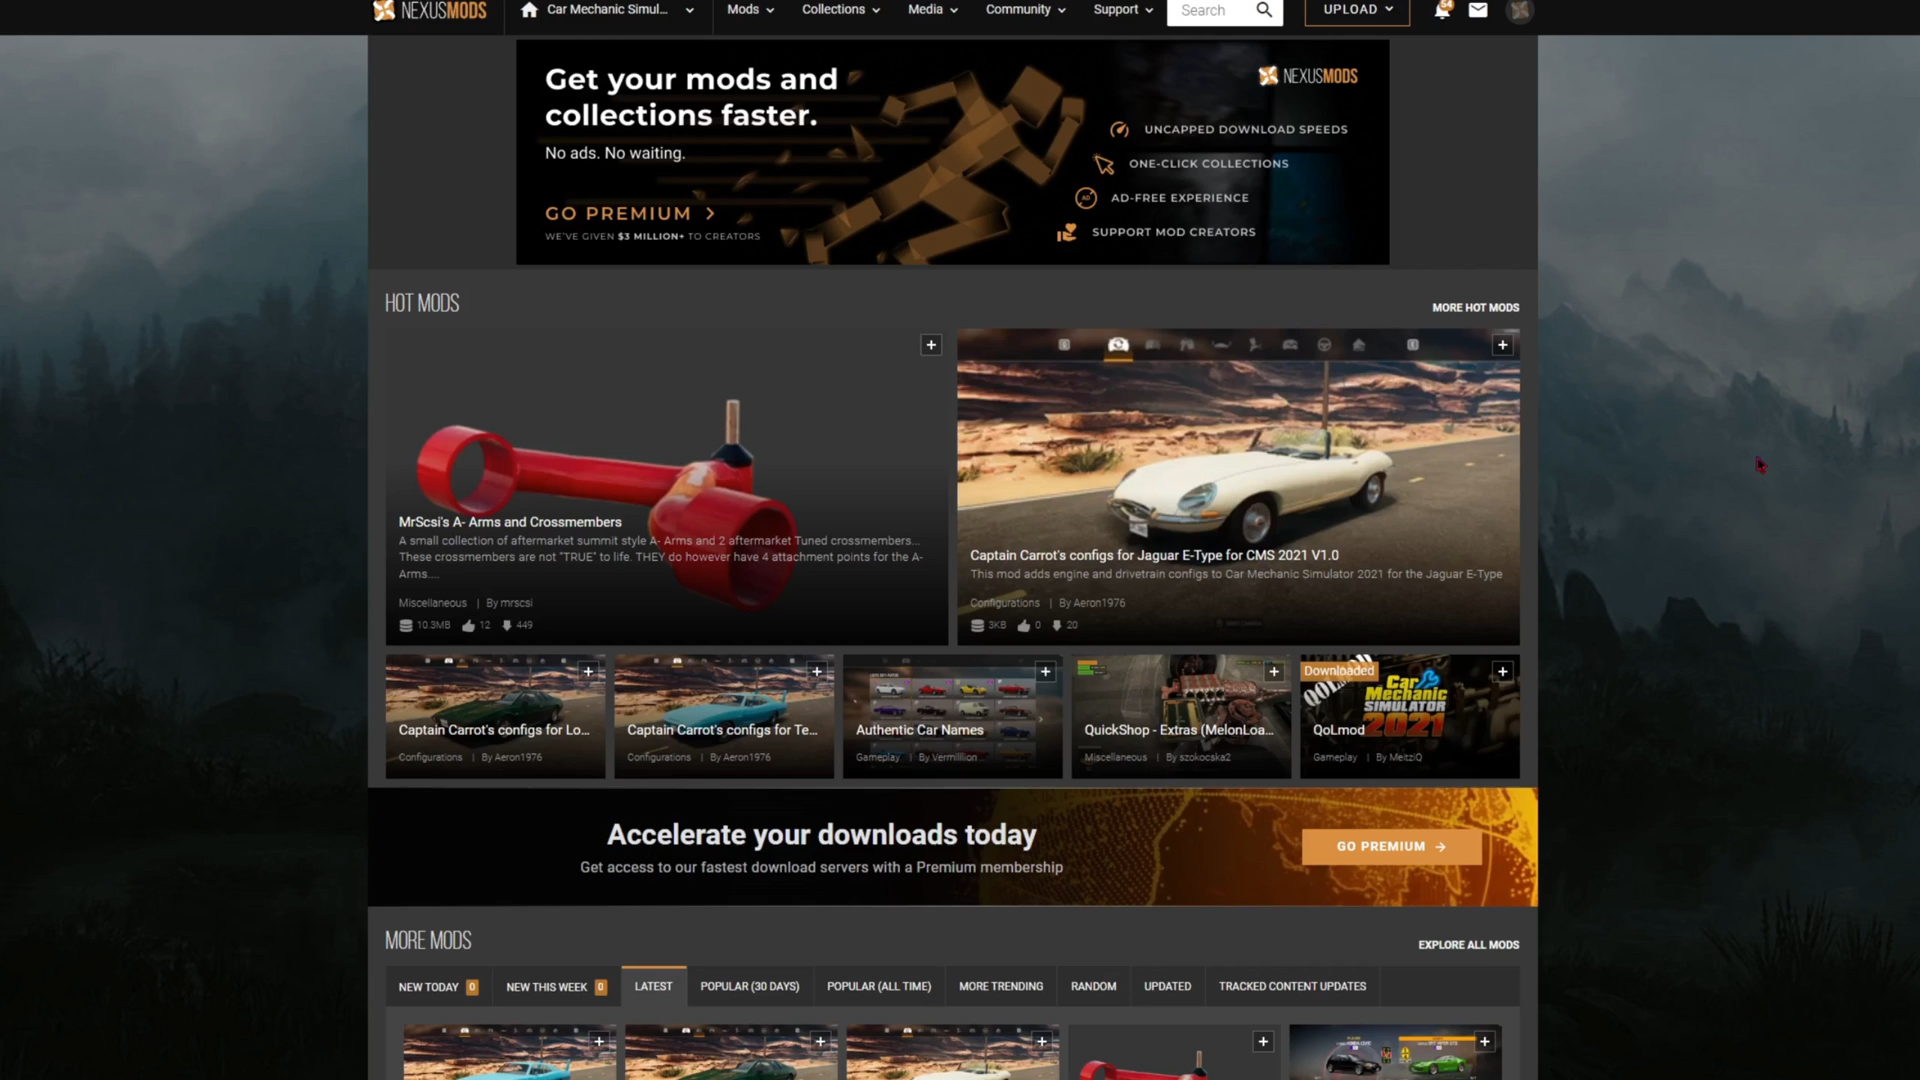 NEXUSMODS
Car Mechanic Simul...
Mods
Collections
Media
Community
Support
Search
UPLOAD
54
Get your mods and
collections faster.
No ads. No waiting.
GO PREMIUM
WE'VE GIVEN $3 MILLION+ TO CREATORS
NEXUSMODS
UNCAPPED DOWNLOAD SPEEDS
ONE-CLICK COLLECTIONS
AD
AD-FREE EXPERIENCE
SUPPORT MOD CREATORS
HOT MODS
MORE HOT MODS
MrScsi's A- Arms and Crossmembers
A small collection of aftermarket summit style A- Arms and 2 aftermarket Tuned crossmembers...
These crossmembers are not "TRUE" to life. THEY do however have 4 attachment points for the A-
Arms....
Miscellaneous | By mrscsi
10.3MB 12 449
Captain Carrot's configs for Jaguar E-Type for CMS 2021 V1.0
This mod adds engine and drivetrain configs to Car Mechanic Simulator 2021 for the Jaguar E-Type
Configurations | By Aeron1976
3KB 0 20
Captain Carrot's configs for Lo...
Configurations | By Aeron1976
Captain Carrot's configs for Te...
Configurations | By Aeron1976
Authentic Car Names
Gameplay | By Vermillion
QuickShop - Extras (MelonLoa...
Miscellaneous | By szokocska2
Downloaded
Car
Mechanic
SIMULATOR
2021
QoLmod
Gameplay | By MeitziQ
Accelerate your downloads today
Get access to our fastest download servers with a Premium membership
GO PREMIUM
MORE MODS
EXPLORE ALL MODS
NEW TODAY 0
NEW THIS WEEK 0
LATEST
POPULAR (30 DAYS)
POPULAR (ALL TIME)
MORE TRENDING
RANDOM
UPDATED
TRACKED CONTENT UPDATES